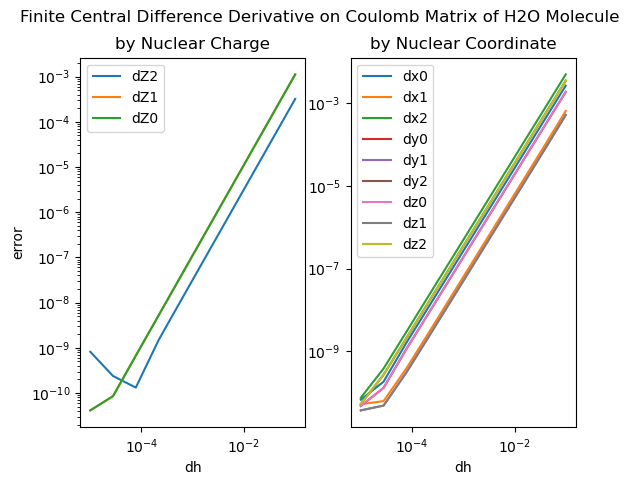 Finite Central Difference Derivative on Coulomb Matrix of H2O Molecule
by Nuclear Charge
by Nuclear Coordinate
dZ2
dZ1
dZ0
dx0
dx1
dx2
dy0
dy1
dy2
dz0
dz1
dz2
10⁻³
10⁻⁴
10⁻⁵
10⁻⁶
10⁻⁷
10⁻⁸
10⁻⁹
10⁻¹⁰
error
10⁻³
10⁻⁵
10⁻⁷
10⁻⁹
10⁻⁴
10⁻²
10⁻⁴
10⁻²
dh
dh